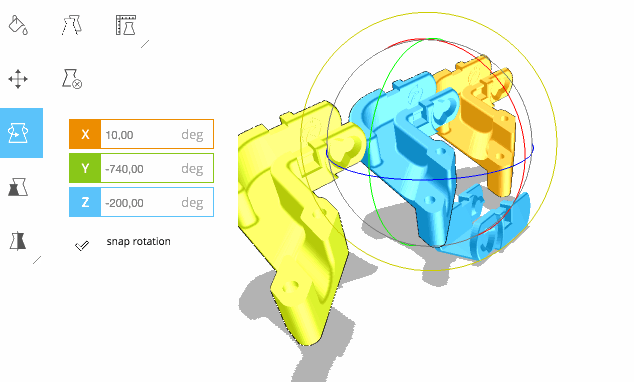 X 10,00 deg
Y -740,00 deg
Z -200,00 deg
snap rotation